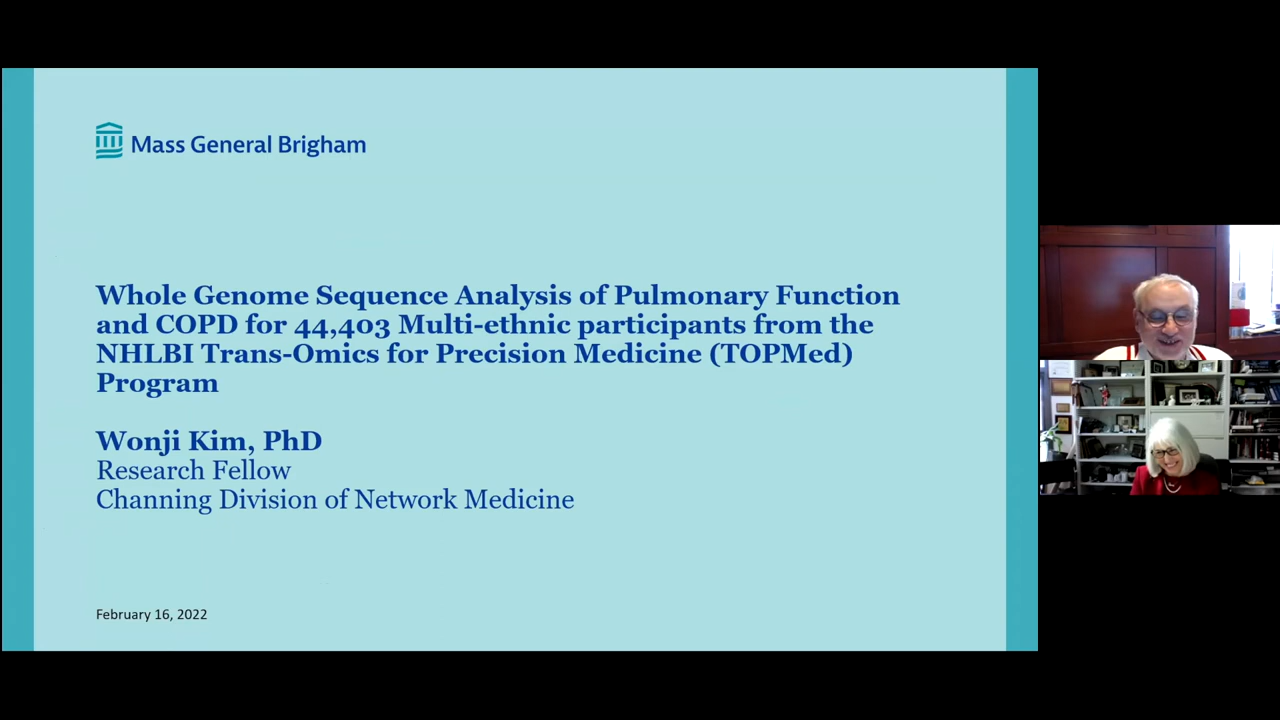 Mass General Brigham
Whole Genome Sequence Analysis of Pulmonary Function
and COPD for 44,403 Multi-ethnic participants from the
NHLBI Trans-Omics for Precision Medicine (TOPMed)
Program
Wonji Kim, PhD
Research Fellow
Channing Division of Network Medicine
February 16, 2022